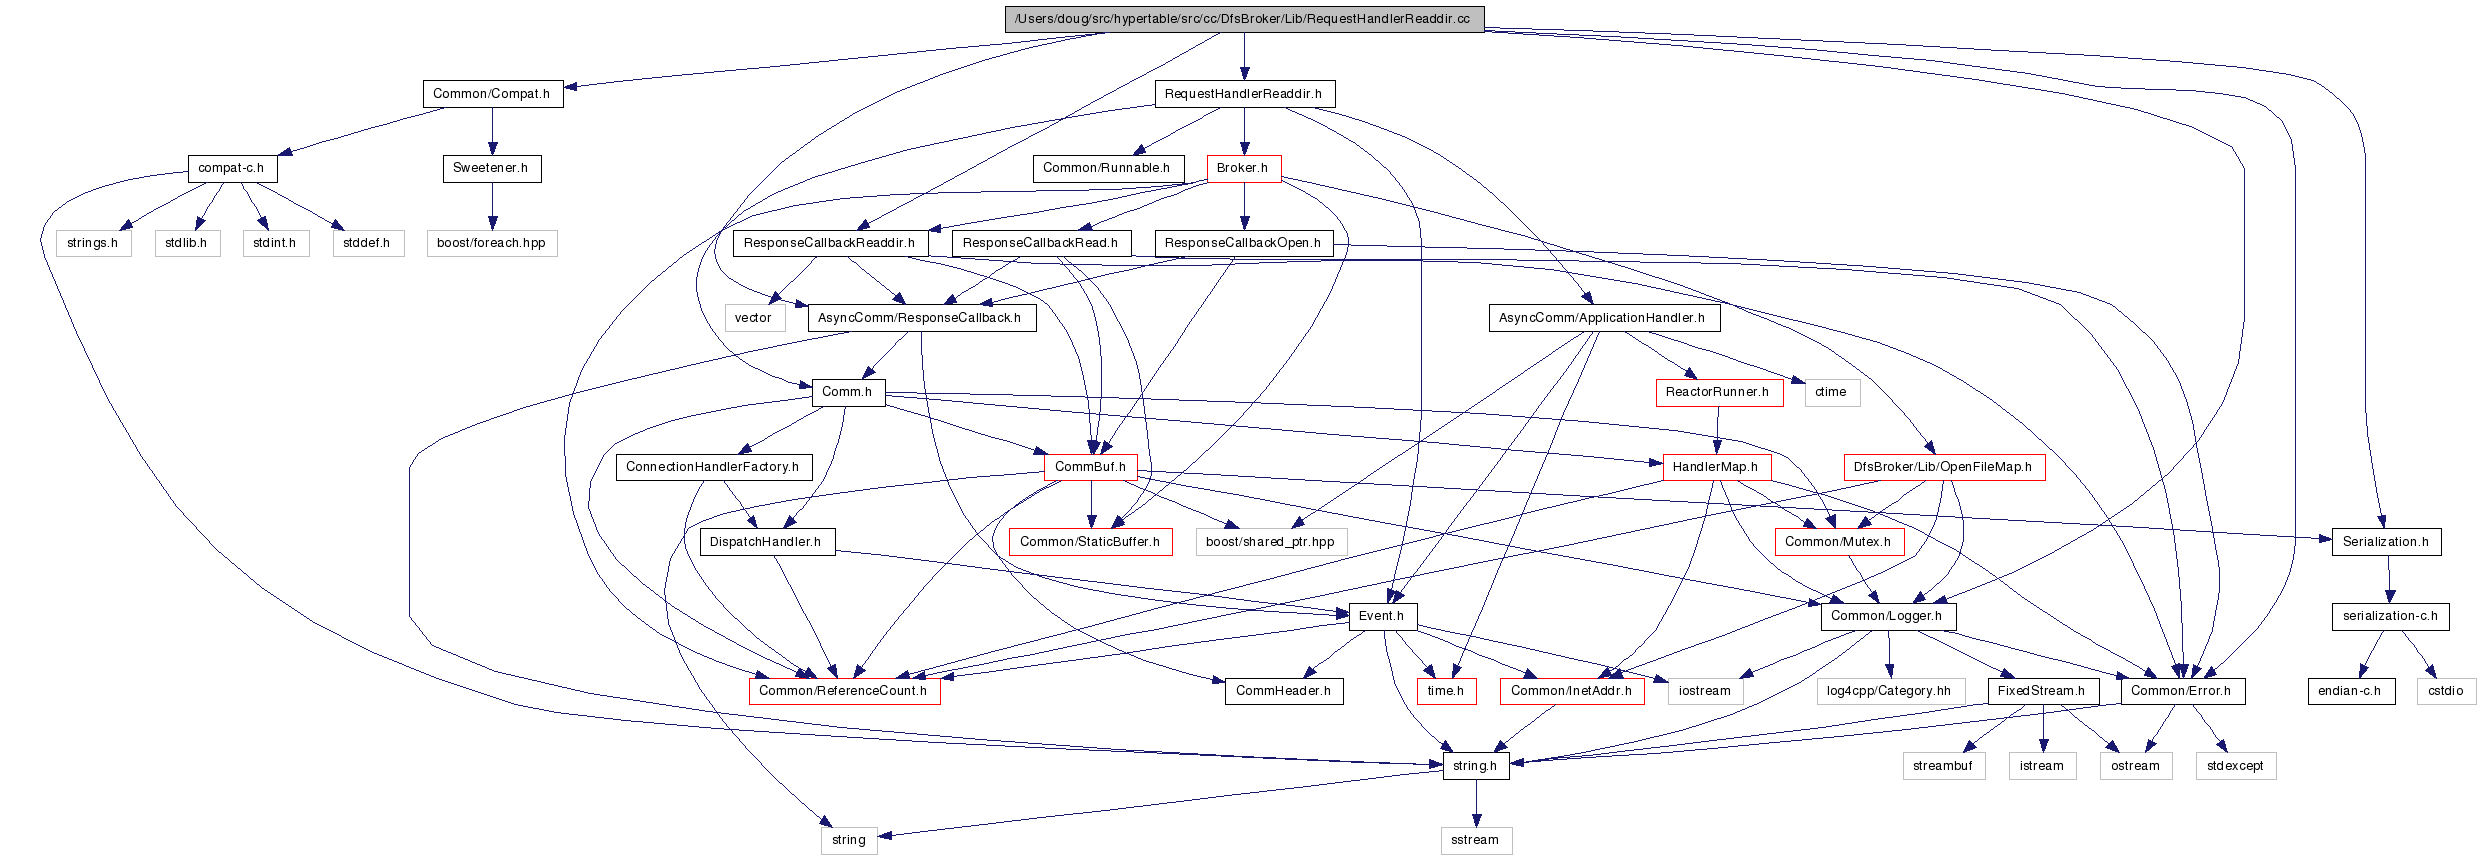 /Users/doug/src/hypertable/src/cc/DfsBroker/Lib/RequestHandlerReaddir.cc
Common/Compat.h
RequestHandlerReaddir.h
compat-c.h
Sweetener.h
Common/Runnable.h
Broker.h
strings.h
stdlib.h
stdint.h
stddef.h
boost/foreach.hpp
ResponseCallbackReaddir.h
ResponseCallbackRead.h
ResponseCallbackOpen.h
vector
AsyncComm/ResponseCallback.h
AsyncComm/ApplicationHandler.h
Comm.h
ReactorRunner.h
ctime
ConnectionHandlerFactory.h
CommBuf.h
HandlerMap.h
DfsBroker/Lib/OpenFileMap.h
DispatchHandler.h
Common/StaticBuffer.h
boost/shared_ptr.hpp
Common/Mutex.h
Serialization.h
Event.h
Common/Logger.h
serialization-c.h
Common/ReferenceCount.h
CommHeader.h
time.h
Common/InetAddr.h
iostream
log4cpp/Category.hh
FixedStream.h
Common/Error.h
endian-c.h
cstdio
string.h
streambuf
istream
ostream
stdexcept
string
sstream